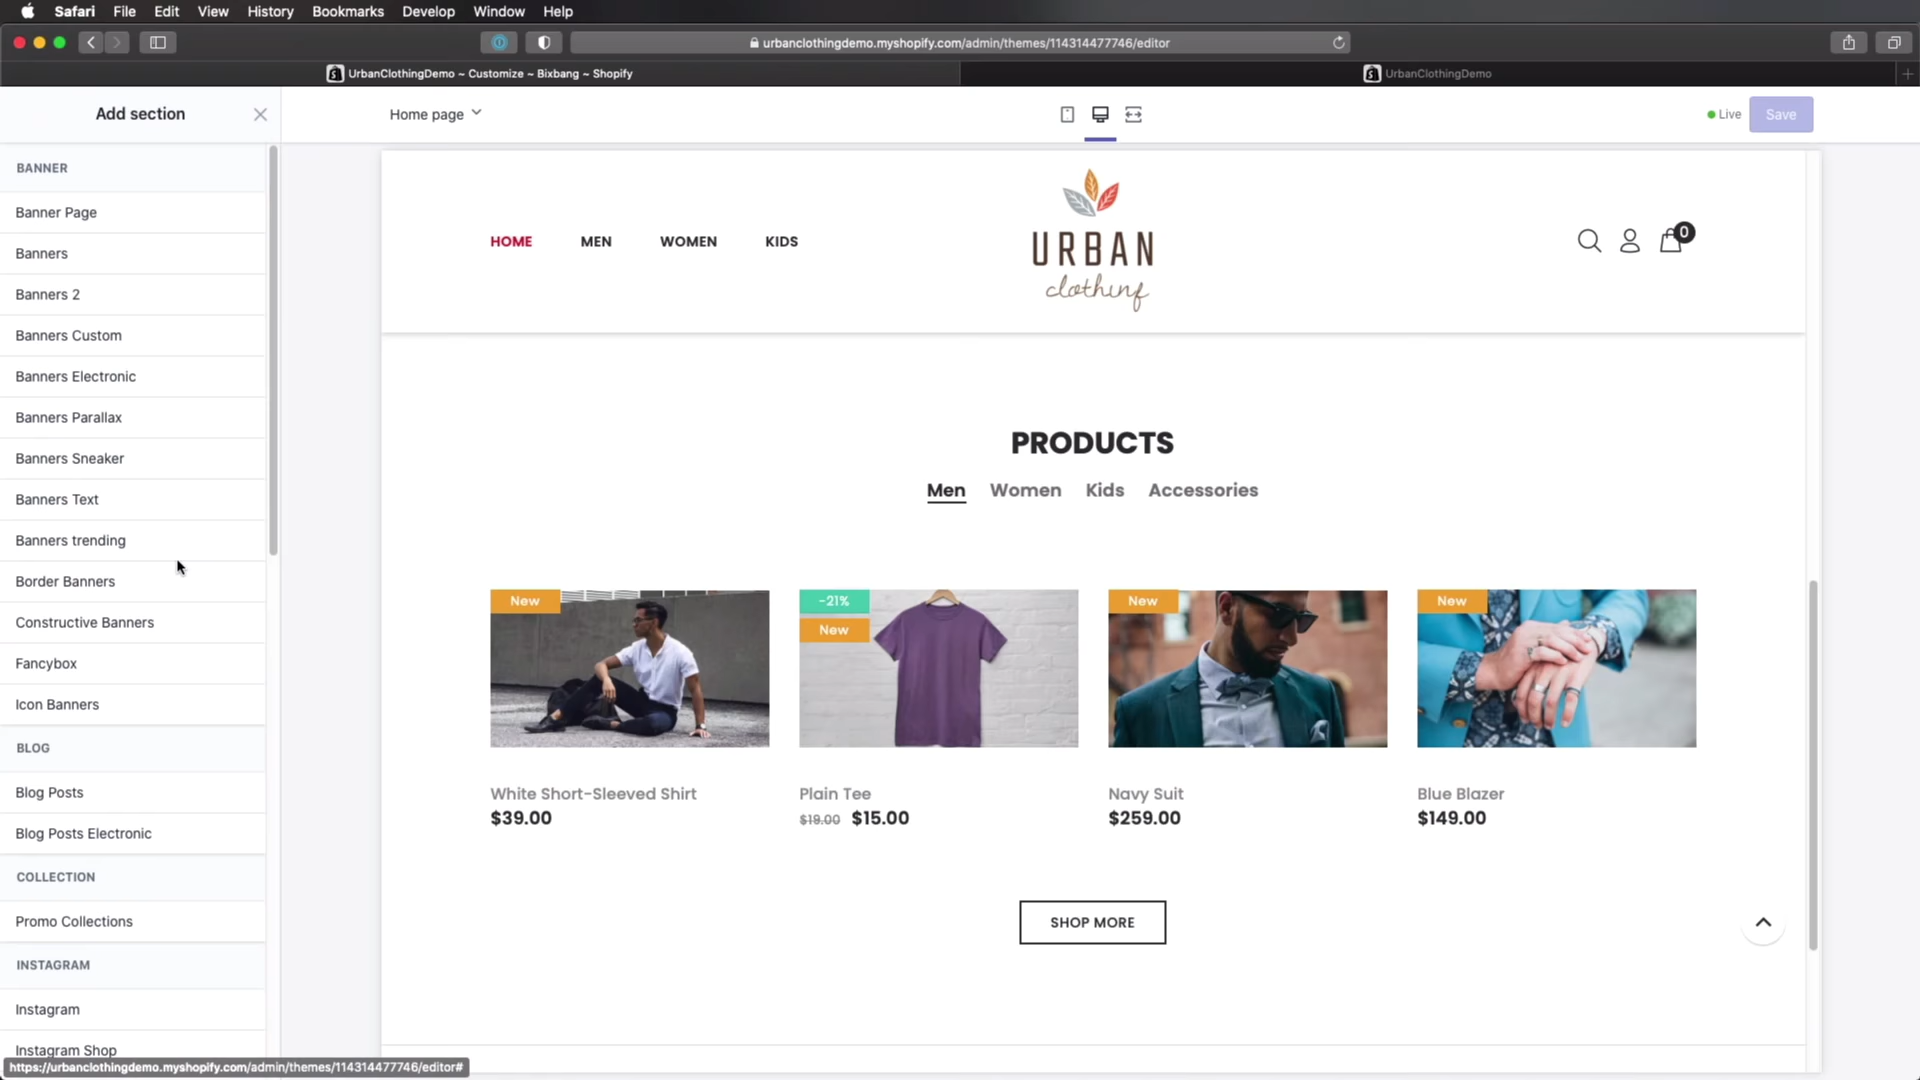 Safari File Edit View History Bookmarks Develop Window Help
urbanclothingdemo.myshopify.com/admin/themes/114314477746/editor
UrbanClothingDemo ~ Customize ~ Bixbang ~ Shopify
UrbanClothingDemo
Add section
Home page
Live
Save
BANNER
Banner Page
Banners
Banners 2
Banners Custom
Banners Electronic
Banners Parallax
Banners Sneaker
Banners Text
Banners trending
Border Banners
Constructive Banners
Fancybox
Icon Banners
BLOG
Blog Posts
Blog Posts Electronic
COLLECTION
Promo Collections
INSTAGRAM
Instagram
Instagram Shop
https://urbanclothingdemo.myshopify.com/admin/themes/114314477746/editor#
HOME MEN WOMEN KIDS
URBAN
clothing
0
PRODUCTS
Men Women Kids Accessories
New
-21%
New
New
New
White Short-Sleeved Shirt
$39.00
Plain Tee
$19.00 $15.00
Navy Suit
$259.00
Blue Blazer
$149.00
SHOP MORE